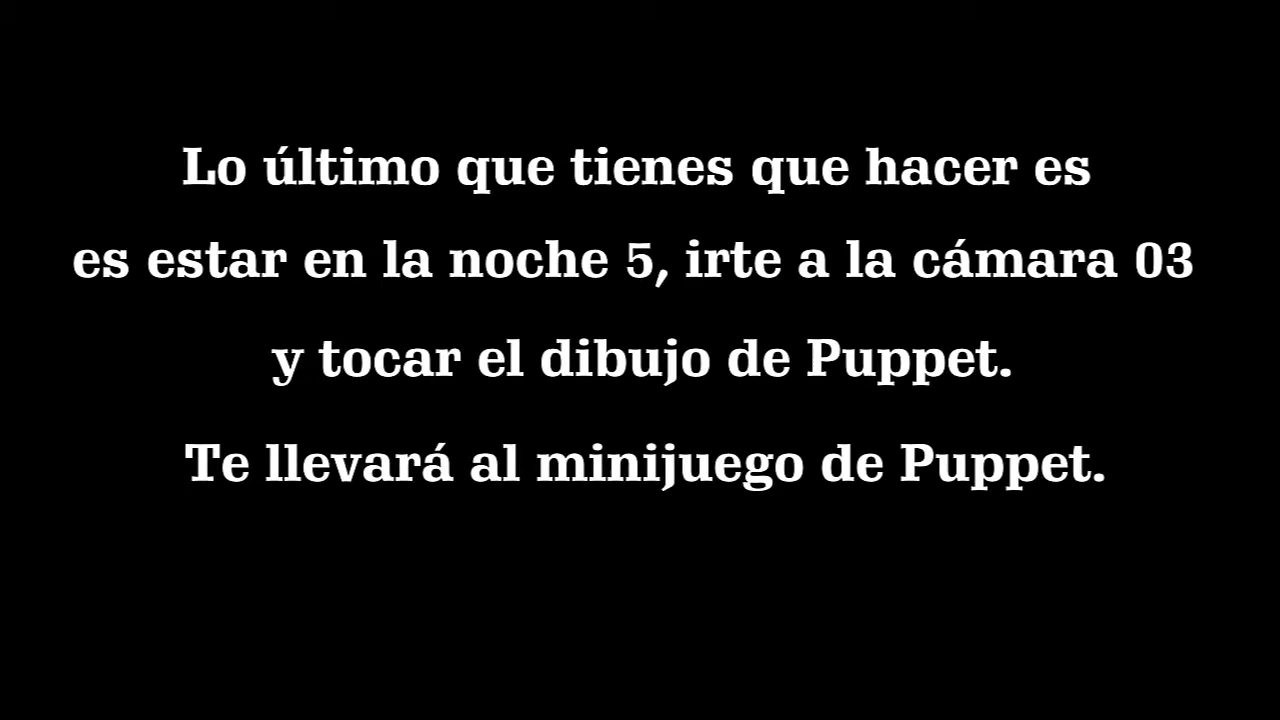 Lo último que tienes que hacer es
es estar en la noche 5, irte a la cámara 03
y tocar el dibujo de Puppet.
Te llevará al minijuego de Puppet.